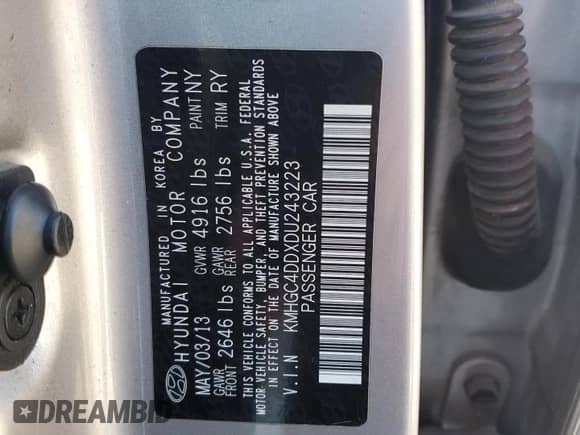 MANUFACTURED IN KOREA BY
HYUNDAI MOTOR COMPANY
MAY/03/13 GVWR 4916 lbs PAINT NY
GAWR FRONT 2646 lbs GAWR REAR 2756 lbs TRIM RY
THIS VEHICLE CONFORMS TO ALL APPLICABLE U.S.A. FEDERAL
MOTOR VEHICLE SAFETY, BUMPER, AND THEFT PREVENTION STANDARDS
IN EFFECT ON THE DATE OF MANUFACTURE SHOWN ABOVE
V.I.N KMHGC4DDXDU243223
PASSENGER CAR
DREAMBID